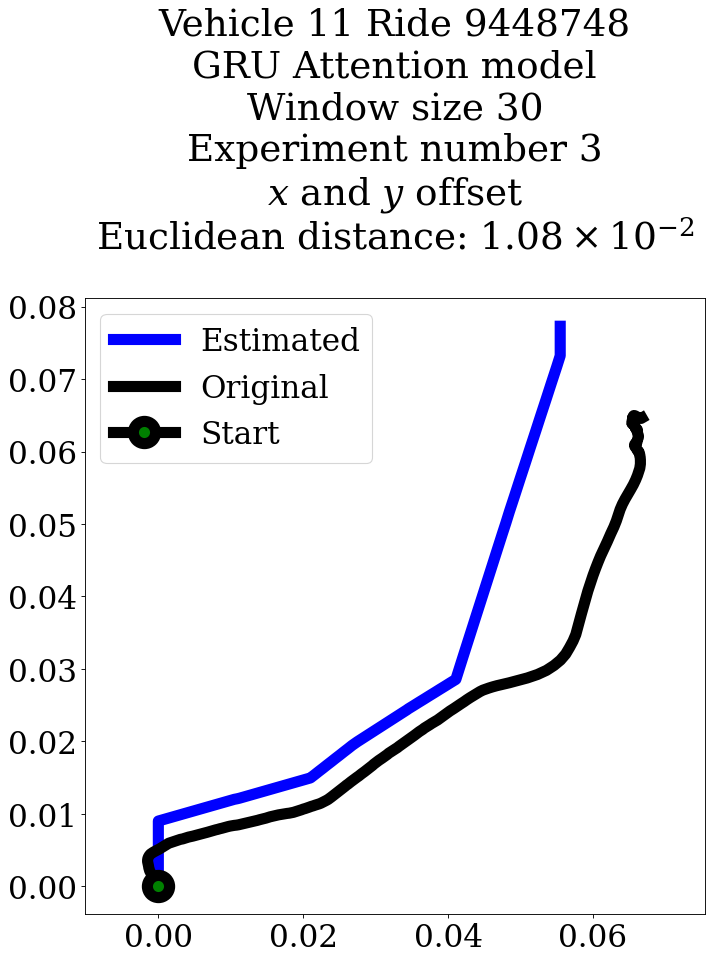 Vehicle 11 Ride 9448748
GRU Attention model
Window size 30
Experiment number 3
x and y offset
Euclidean distance: 1.08 × 10⁻²
0.08
0.07
0.06
0.05
0.04
0.03
0.02
0.01
0.00
Estimated
Original
Start
0.00 0.02 0.04 0.06